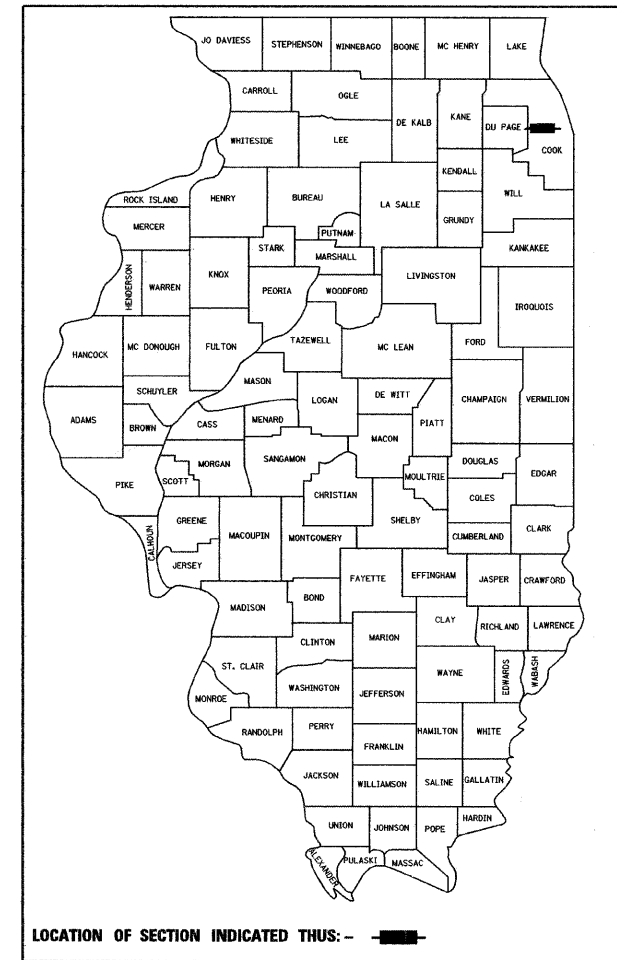 JO DAVIESS
STEPHENSON
WINNEBAGO
BOONE
MC HENRY
LAKE
CARROLL
OGLE
DE KALB
KANE
DU PAGE
COOK
WHITESIDE
LEE
KENDALL
WILL
ROCK ISLAND
HENRY
BUREAU
LA SALLE
GRUNDY
MERCER
PUTNAM
KANKAKEE
STARK
MARSHALL
LIVINGSTON
HENDERSON
WARREN
KNOX
PEORIA
WOODFORD
IROQUOIS
HANCOCK
MC DONOUGH
FULTON
TAZEWELL
MC LEAN
FORD
MASON
SCHUYLER
DE WITT
CHAMPAIGN
VERMILION
ADAMS
BROWN
CASS
MENARD
LOGAN
PIATT
MACON
MORGAN
SANGAMON
DOUGLAS
EDGAR
PIKE
SCOTT
CHRISTIAN
MOULTRIE
COLES
GREENE
SHELBY
CALHOUN
MACOUPIN
MONTGOMERY
CUMBERLAND
CLARK
JERSEY
FAYETTE
EFFINGHAM
JASPER
CRAWFORD
MADISON
BOND
CLAY
RICHLAND
LAWRENCE
CLINTON
MARION
ST. CLAIR
WAYNE
EDWARDS
WABASH
WASHINGTON
JEFFERSON
MONROE
RANDOLPH
PERRY
HAMILTON
WHITE
FRANKLIN
JACKSON
WILLIAMSON
SALINE
GALLATIN
UNION
JOHNSON
POPE
HARDIN
ALEXANDER
PULASKI
MASSAC
LOCATION OF SECTION INDICATED THUS: -